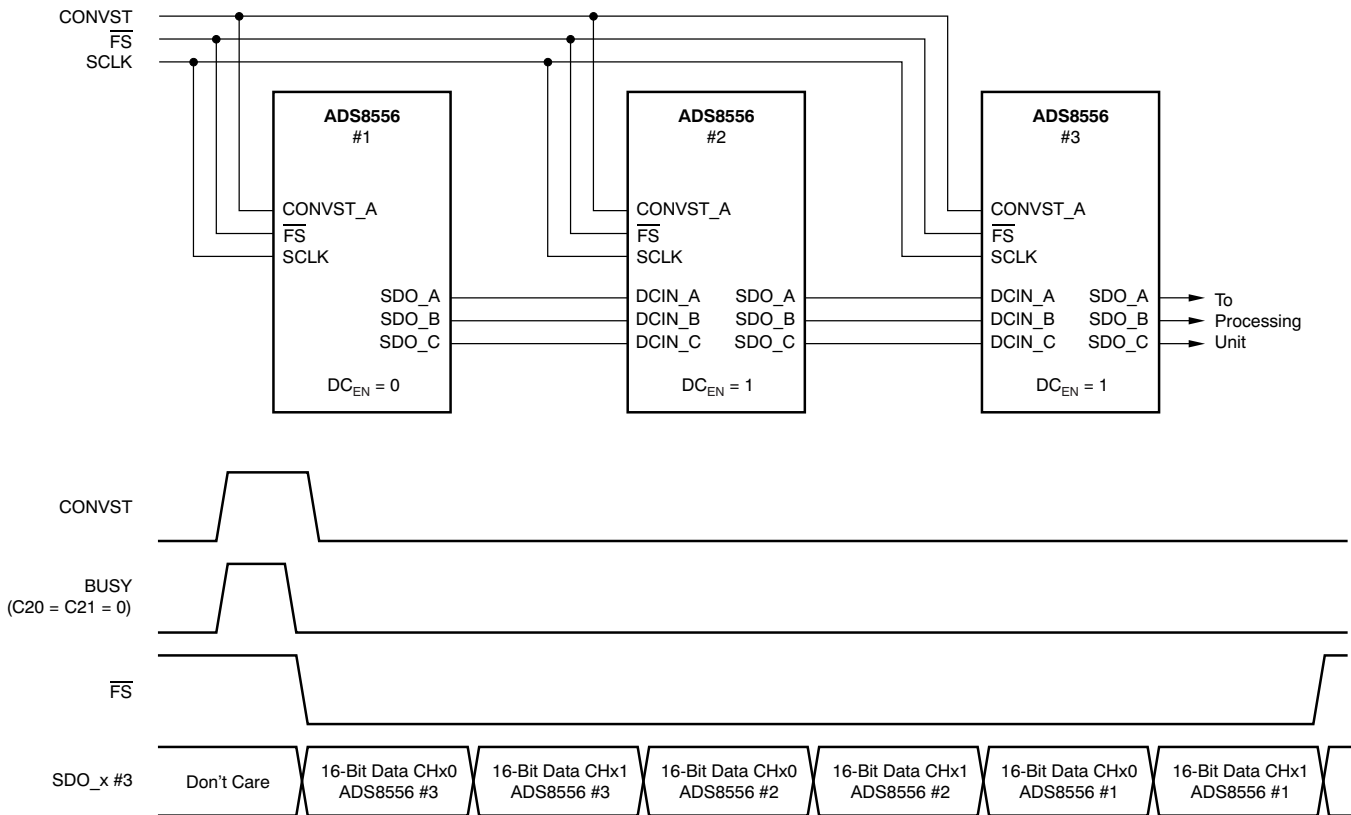 CONVST
FS
SCLK
ADS8556
#1
ADS8556
#2
ADS8556
#3
CONVST_A
FS
SCLK
CONVST_A
FS
SCLK
CONVST_A
FS
SCLK
SDO_A
SDO_B
SDO_C
DCIN_A SDO_A
DCIN_B SDO_B
DCIN_C SDO_C
DCIN_A SDO_A
DCIN_B SDO_B
DCIN_C SDO_C
To
Processing
Unit
DCEN = 0
DCEN = 1
DCEN = 1
CONVST
BUSY
(C20 = C21 = 0)
FS
SDO_x #3
Don't Care
16-Bit Data CHx0
ADS8556 #3
16-Bit Data CHx1
ADS8556 #3
16-Bit Data CHx0
ADS8556 #2
16-Bit Data CHx1
ADS8556 #2
16-Bit Data CHx0
ADS8556 #1
16-Bit Data CHx1
ADS8556 #1